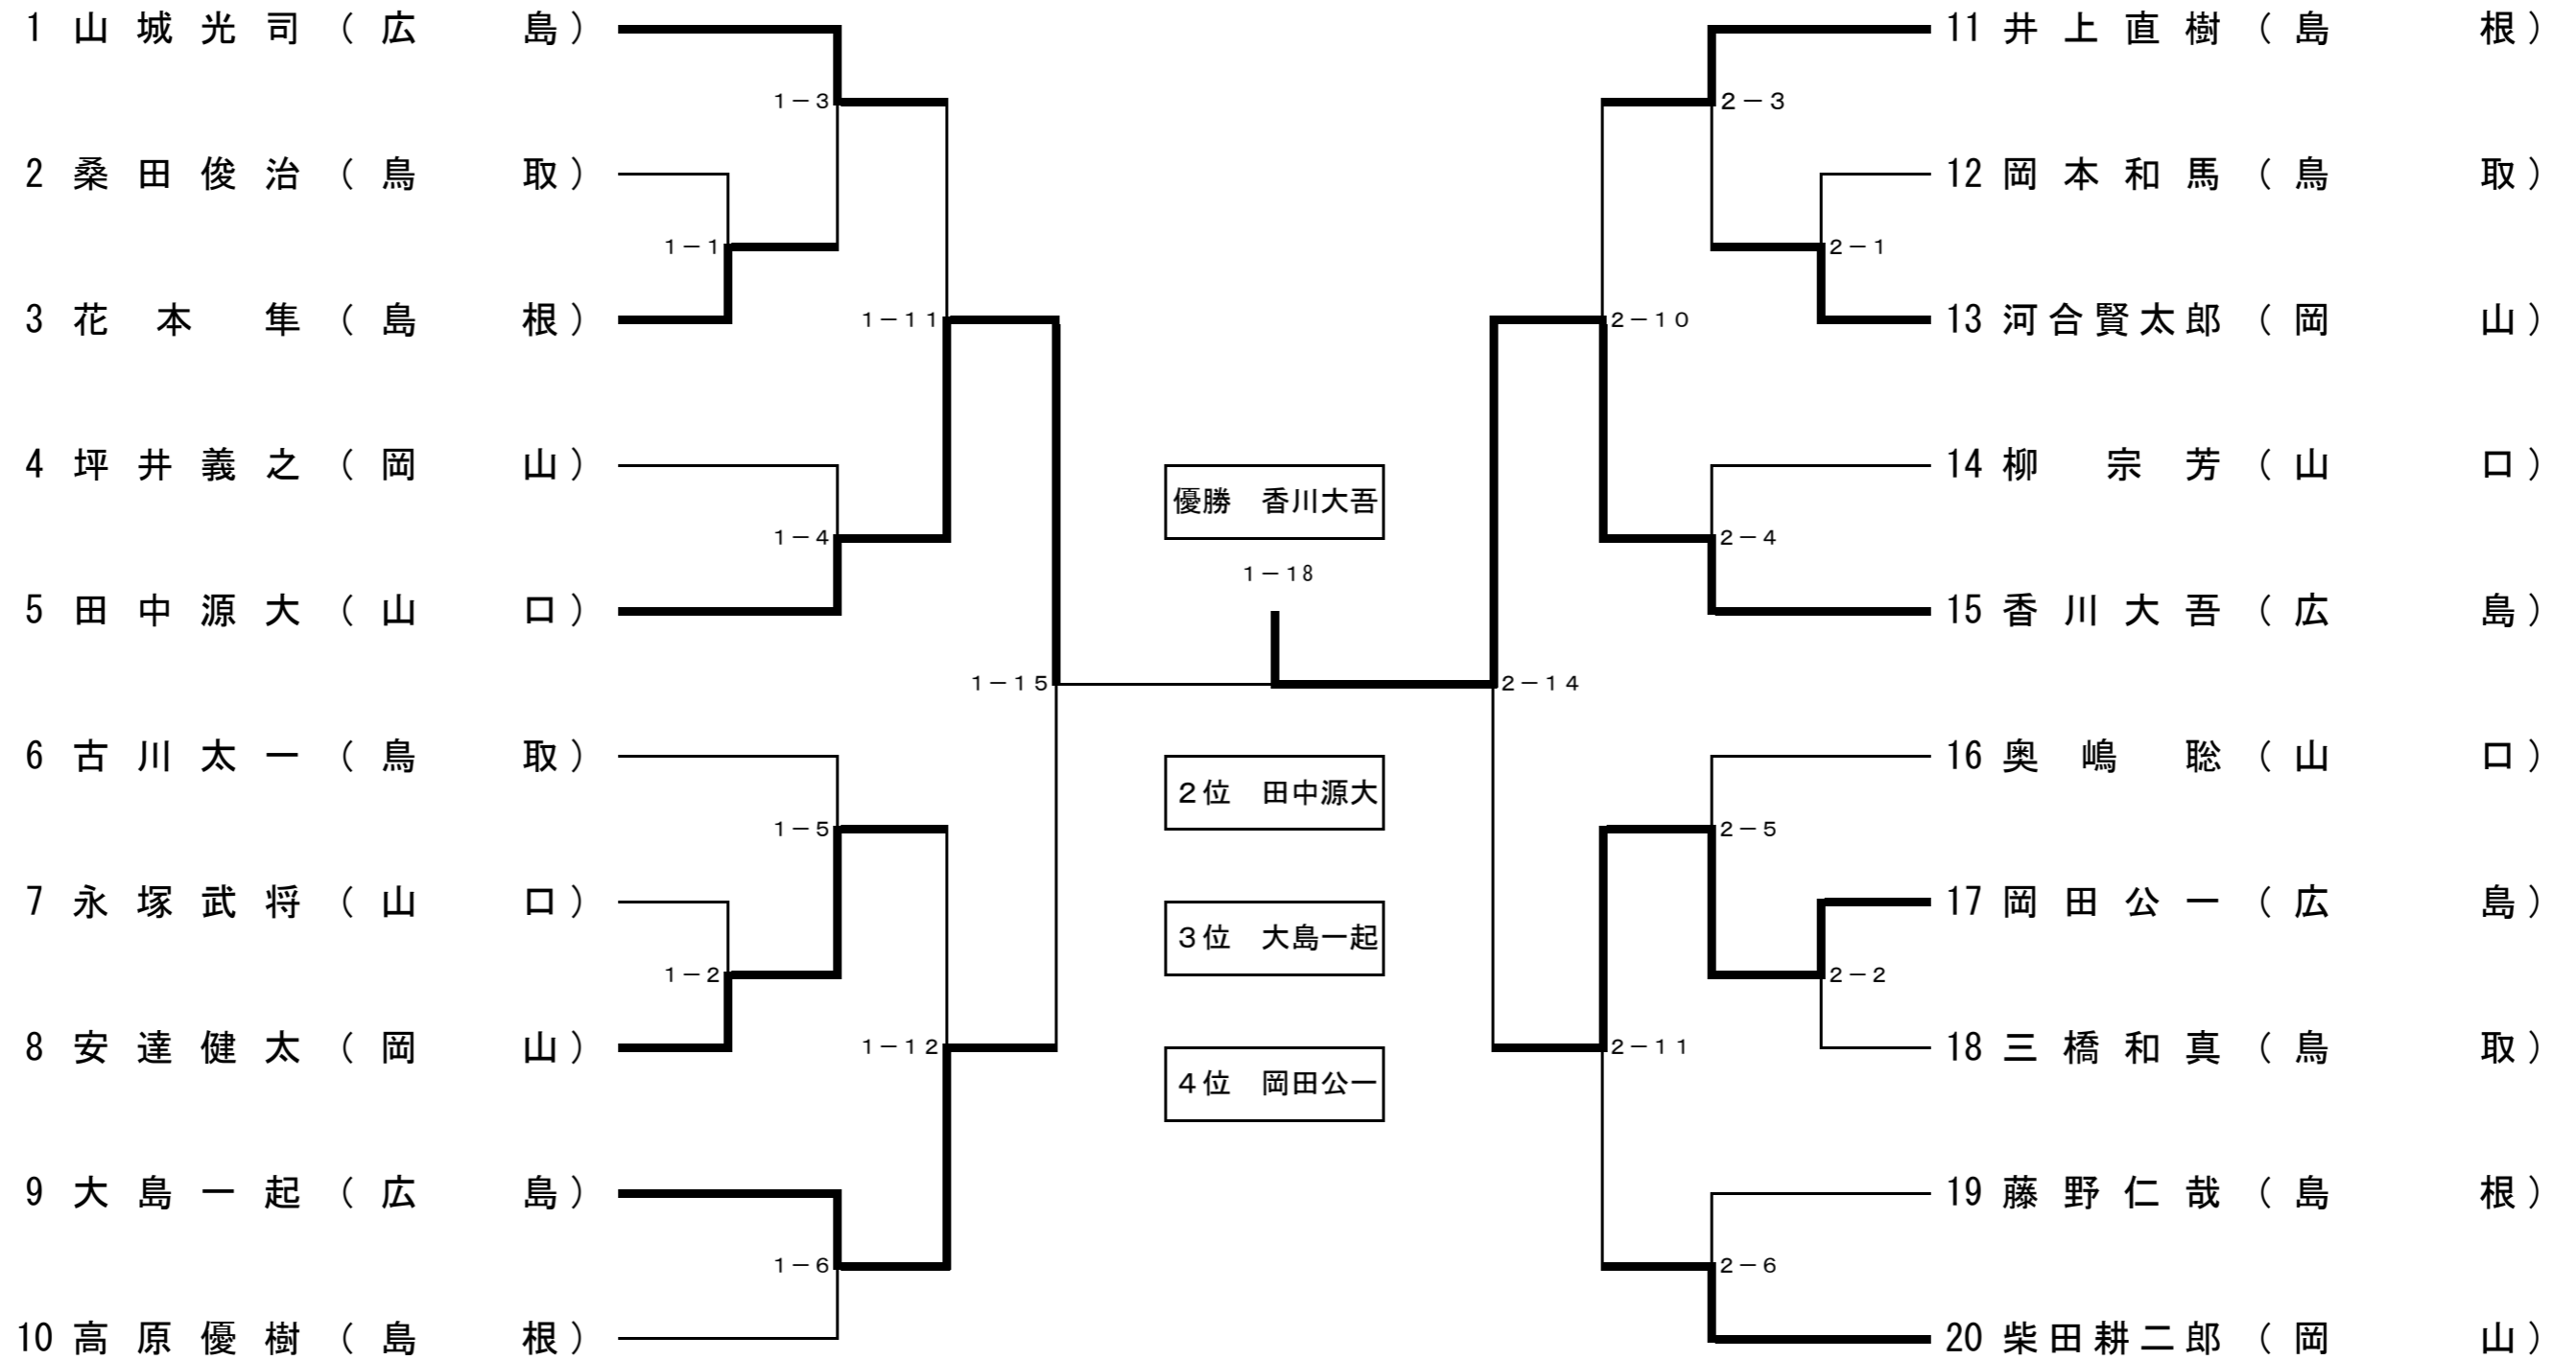 1 山城光司（広島）
2 桑田俊治（鳥取）
3 花本隼（島根）
4 坪井義之（岡山）
5 田中源大（山口）
6 古川太一（鳥取）
7 永塚武将（山口）
8 安達健太（岡山）
9 大島一起（広島）
10 高原優樹（島根）
1－3
1－1
1－11
1－4
1－15
1－5
1－2
1－12
1－6
優勝　香川大吾
1－18
2位　田中源大
3位　大島一起
4位　岡田公一
2－3
2－1
2－10
2－4
2－14
2－5
2－2
2－11
2－6
11 井上直樹（島根）
12 岡本和馬（鳥取）
13 河合賢太郎（岡山）
14 柳宗芳（山口）
15 香川大吾（広島）
16 奥嶋聡（山口）
17 岡田公一（広島）
18 三橋和真（鳥取）
19 藤野仁哉（島根）
20 柴田耕二郎（岡山）